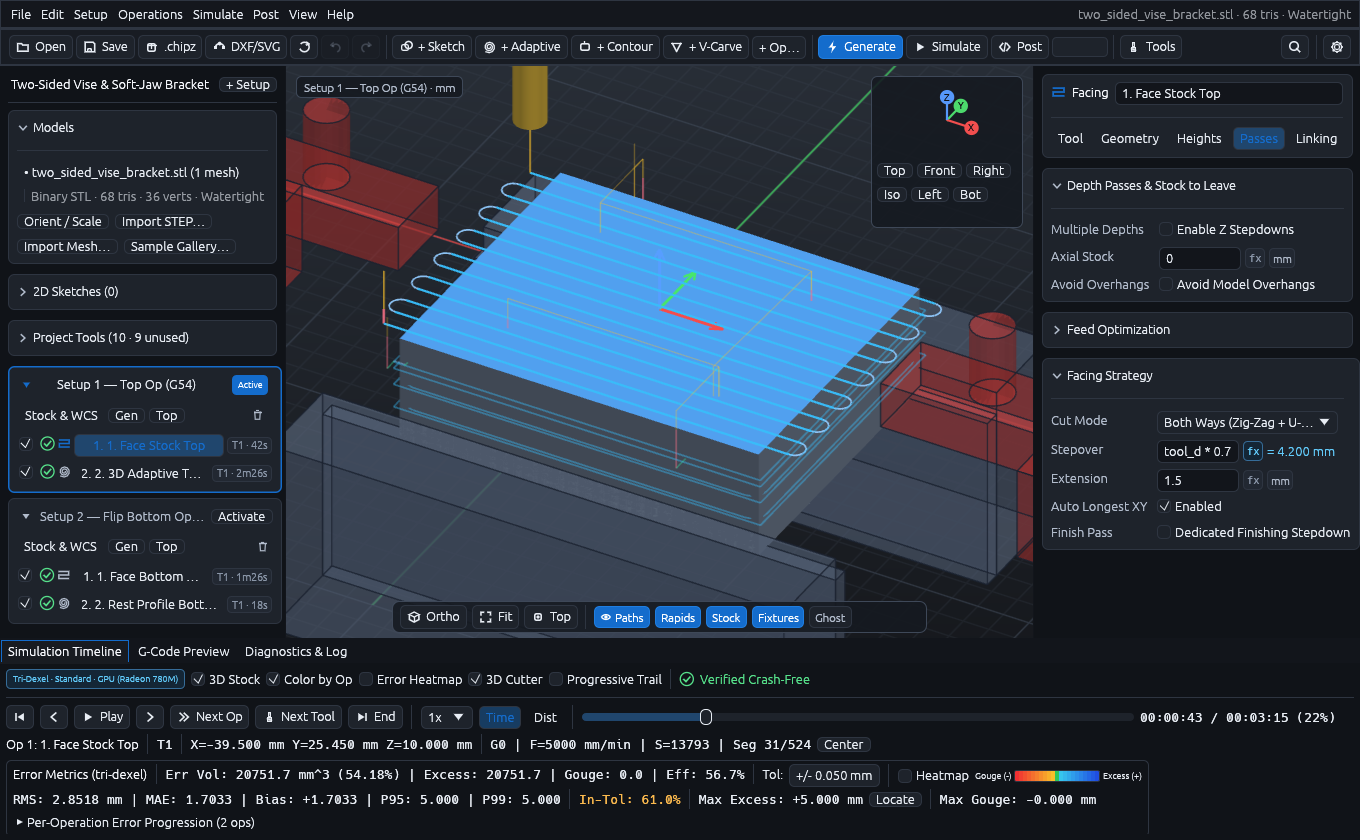 File Edit Setup Operations Simulate Post View Help
two_sided_vise_bracket.stl · 68 tris · Watertight
Open Save .chipz DXF/SVG + Sketch + Adaptive + Contour + V-Carve + Op… Generate Simulate Post Tools
Two-Sided Vise & Soft-Jaw Bracket + Setup
Models
• two_sided_vise_bracket.stl (1 mesh)
Binary STL · 68 tris · 36 verts · Watertight
Orient / Scale Import STEP…
Import Mesh… Sample Gallery…
2D Sketches (0)
Project Tools (10 · 9 unused)
Setup 1 — Top Op (G54) Active
Stock & WCS Gen Top
1. 1. Face Stock Top T1 · 42s
2. 2. 3D Adaptive T… T1 · 2m26s
Setup 2 — Flip Bottom Op… Activate
Stock & WCS Gen Top
1. 1. Face Bottom … T1 · 1m26s
2. 2. Rest Profile Bott… T1 · 18s
Setup 1 — Top Op (G54) · mm
Z Y X
Top Front Right
Iso Left Bot
Ortho Fit Top Paths Rapids Stock Fixtures Ghost
Facing 1. Face Stock Top
Tool Geometry Heights Passes Linking
Depth Passes & Stock to Leave
Multiple Depths Enable Z Stepdowns
Axial Stock 0 fx mm
Avoid Overhangs Avoid Model Overhangs
Feed Optimization
Facing Strategy
Cut Mode Both Ways (Zig-Zag + U-…
Stepover tool_d * 0.7 fx = 4.200 mm
Extension 1.5 fx mm
Auto Longest XY Enabled
Finish Pass Dedicated Finishing Stepdown
Simulation Timeline G-Code Preview Diagnostics & Log
Tri-Dexel · Standard · GPU (Radeon 780M) 3D Stock Color by Op Error Heatmap 3D Cutter Progressive Trail Verified Crash-Free
Play Next Op Next Tool End 1x Time Dist 00:00:43 / 00:03:15 (22%)
Op 1: 1. Face Stock Top T1 X=-39.500 mm Y=25.450 mm Z=10.000 mm G0 | F=5000 mm/min | S=13793 | Seg 31/524 Center
Error Metrics (tri-dexel) Err Vol: 20751.7 mm^3 (54.18%) | Excess: 20751.7 | Gouge: 0.0 | Eff: 56.7% Tol: +/- 0.050 mm Heatmap Gouge (-) Excess (+)
RMS: 2.8518 mm | MAE: 1.7033 | Bias: +1.7033 | P95: 5.000 | P99: 5.000 In-Tol: 61.0% Max Excess: +5.000 mm Locate Max Gouge: -0.000 mm
Per-Operation Error Progression (2 ops)